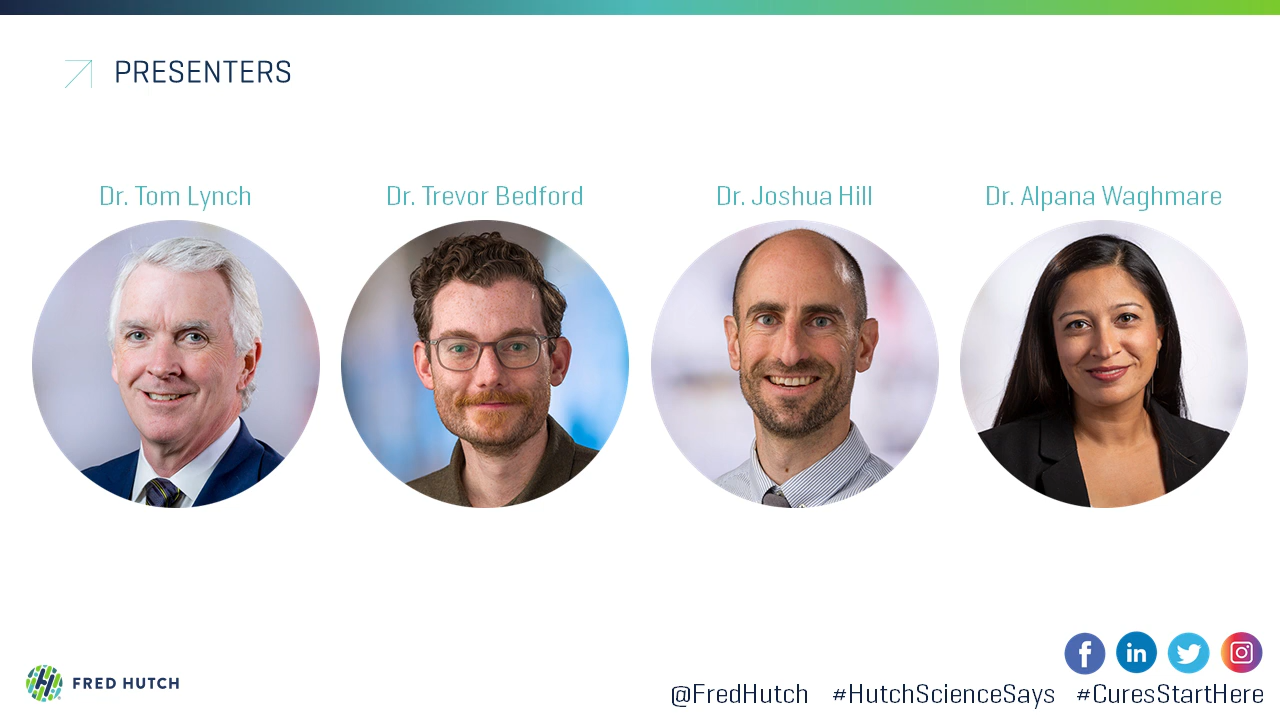 PRESENTERS
Dr. Tom Lynch
Dr. Trevor Bedford
Dr. Joshua Hill
Dr. Alpana Waghmare
FRED HUTCH
@FredHutch #HutchScienceSays #CuresStartHere